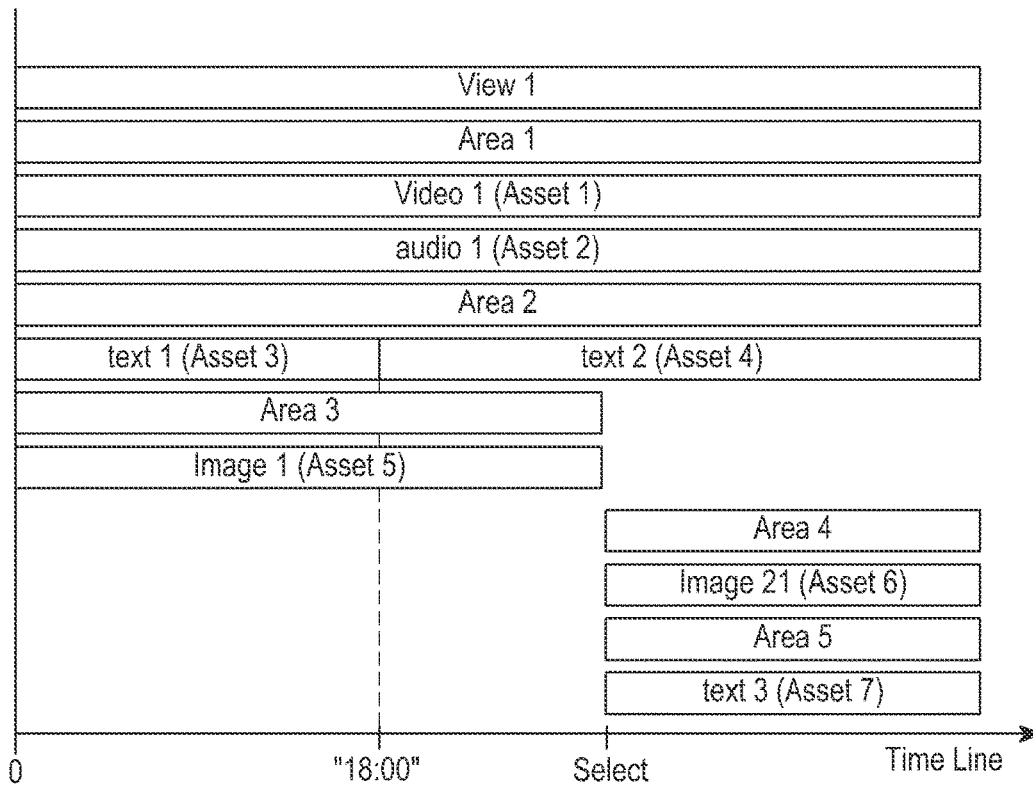 View 1
Area 1
Video 1 (Asset 1)
audio 1 (Asset 2)
Area 2
text 1 (Asset 3) text 2 (Asset 4)
Area 3
Image 1 (Asset 5)
Area 4
Image 21 (Asset 6)
Area 5
text 3 (Asset 7)
0 "18:00" Select Time Line